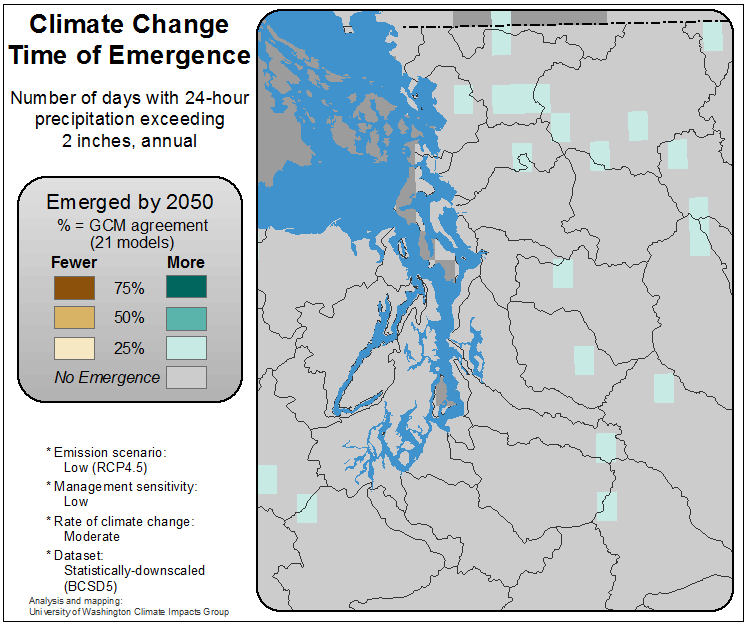 Climate Change
Time of Emergence
Number of days with 24-hour
precipitation exceeding
2 inches, annual
Emerged by 2050
% = GCM agreement
(21 models)
Fewer More
75%
50%
25%
No Emergence
* Emission scenario:
Low (RCP4.5)
* Management sensitivity:
Low
* Rate of climate change:
Moderate
* Dataset:
Statistically-downscaled
(BCSD5)
Analysis and mapping:
University of Washington Climate Impacts Group